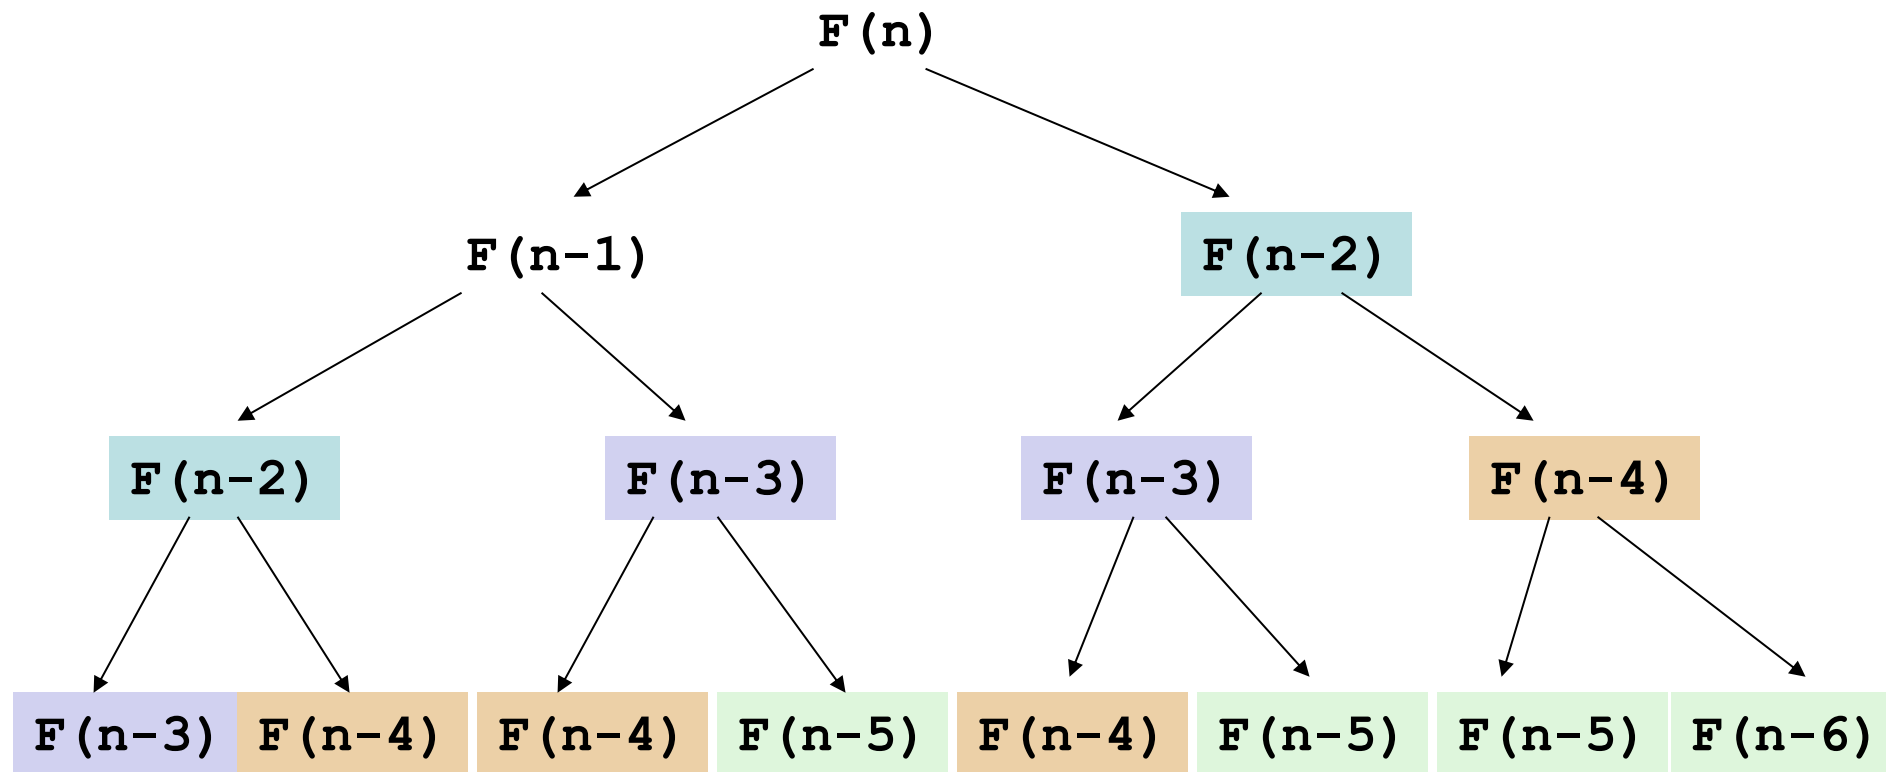 F(n)
F(n-1) F(n-2)
F(n-2) F(n-3) F(n-3) F(n-4)
F(n-3) F(n-4) F(n-4) F(n-5) F(n-4) F(n-5) F(n-5) F(n-6)